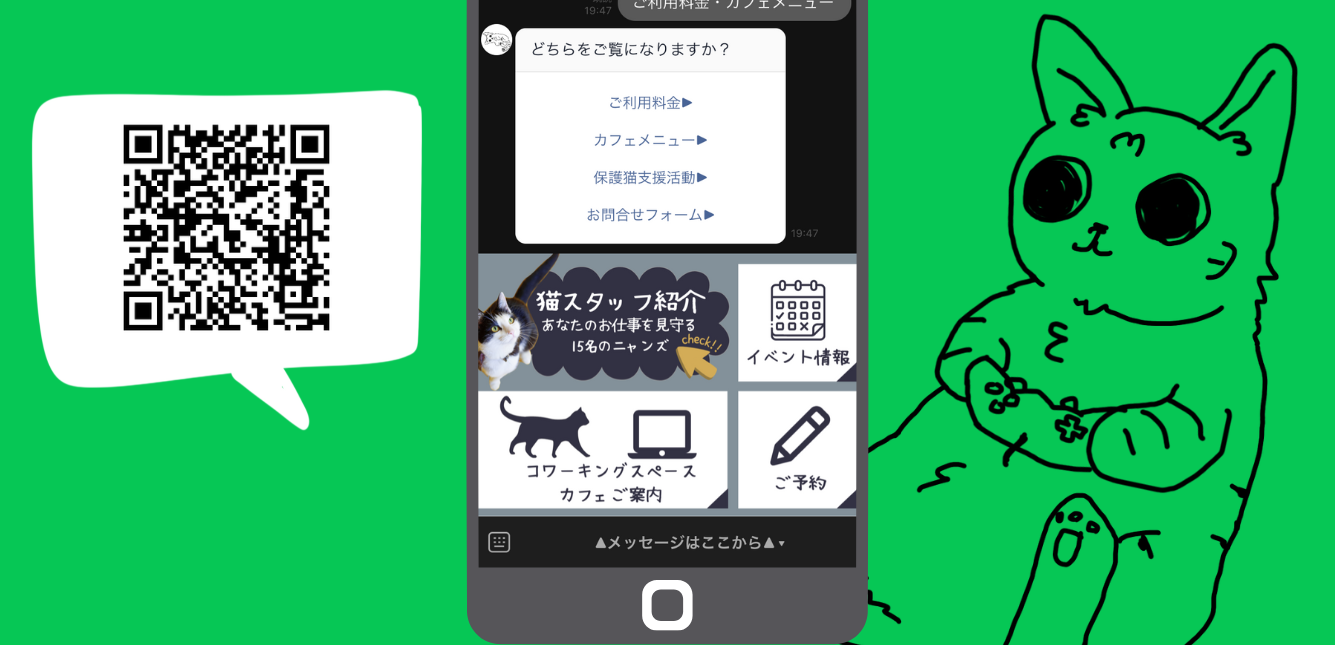 19:47
ご利用料金・カフェメニュー
どちらをご覧になりますか？
ご利用料金▶
カフェメニュー▶
保護猫支援活動▶
お問合せフォーム▶
19:47
猫スタッフ紹介
あなたのお仕事を見守る
15名のニャンズ
check!!
イベント情報
コワーキングスペース
カフェご案内
ご予約
▲メッセージはここから▲▾